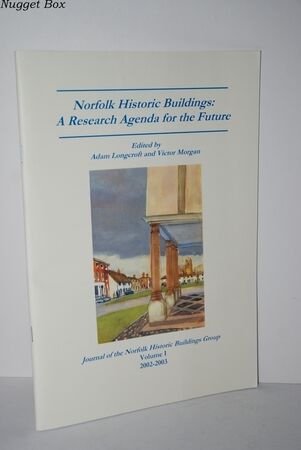 Nugget Box
Norfolk Historic Buildings:
A Research Agenda for the Future
Edited by
Adam Longcroft and Victor Morgan
Journal of the Norfolk Historic Buildings Group
Volume 1
2002-2003